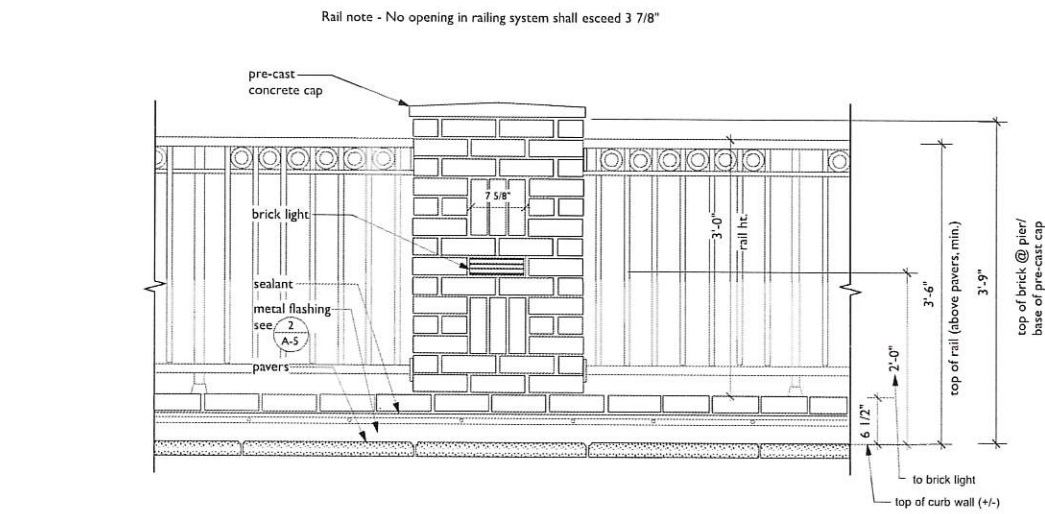 Rail note - No opening in railing system shall esceed 3 7/8"
pre-cast
concrete cap
7 5/8"
brick light
sealant
metal flashing
see 2
A-5
pavers
3'-0"
rail ht.
6 1/2"
2'-0"
3'-6"
top of rail (above pavers, min.)
3'-9"
top of brick @ pier/
base of pre-cast cap
to brick light
top of curb wall (+/-)